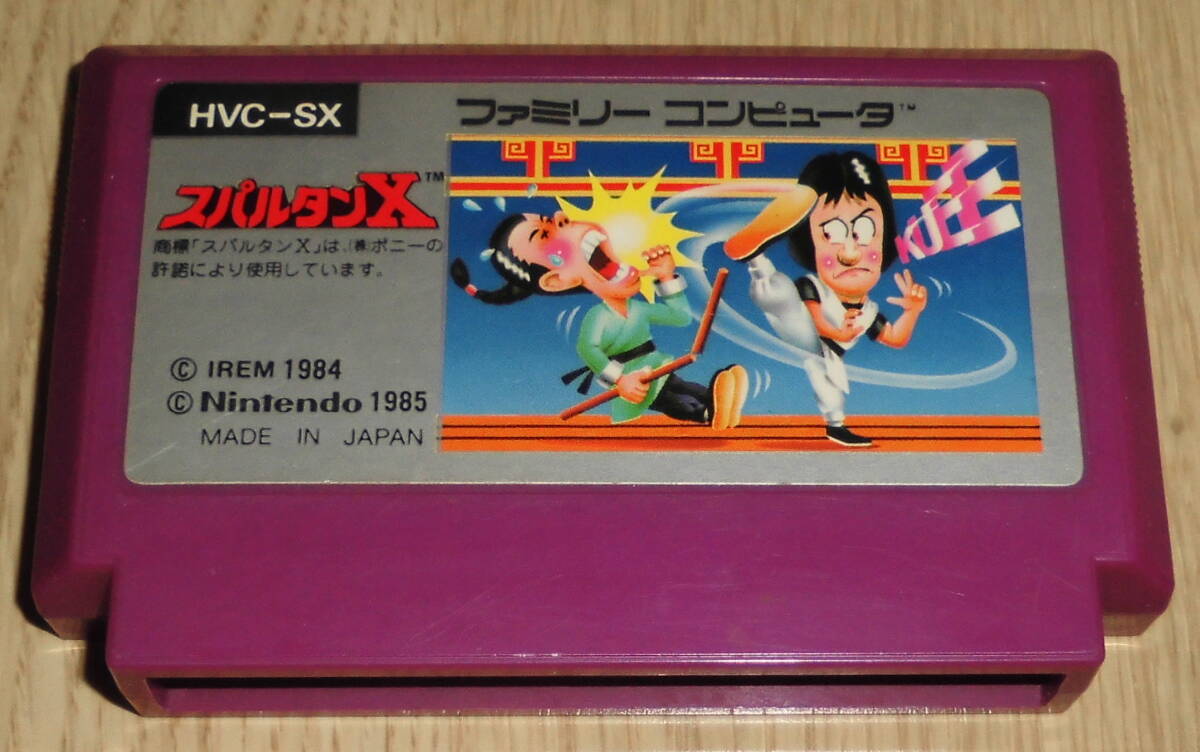 HVC-SX
ファミリー コンピュータ™
スパルタンX™
商標「スパルタンX」は、㈱ポニーの
許諾により使用しています。
KUEEE
© IREM 1984
© Nintendo 1985
MADE IN JAPAN